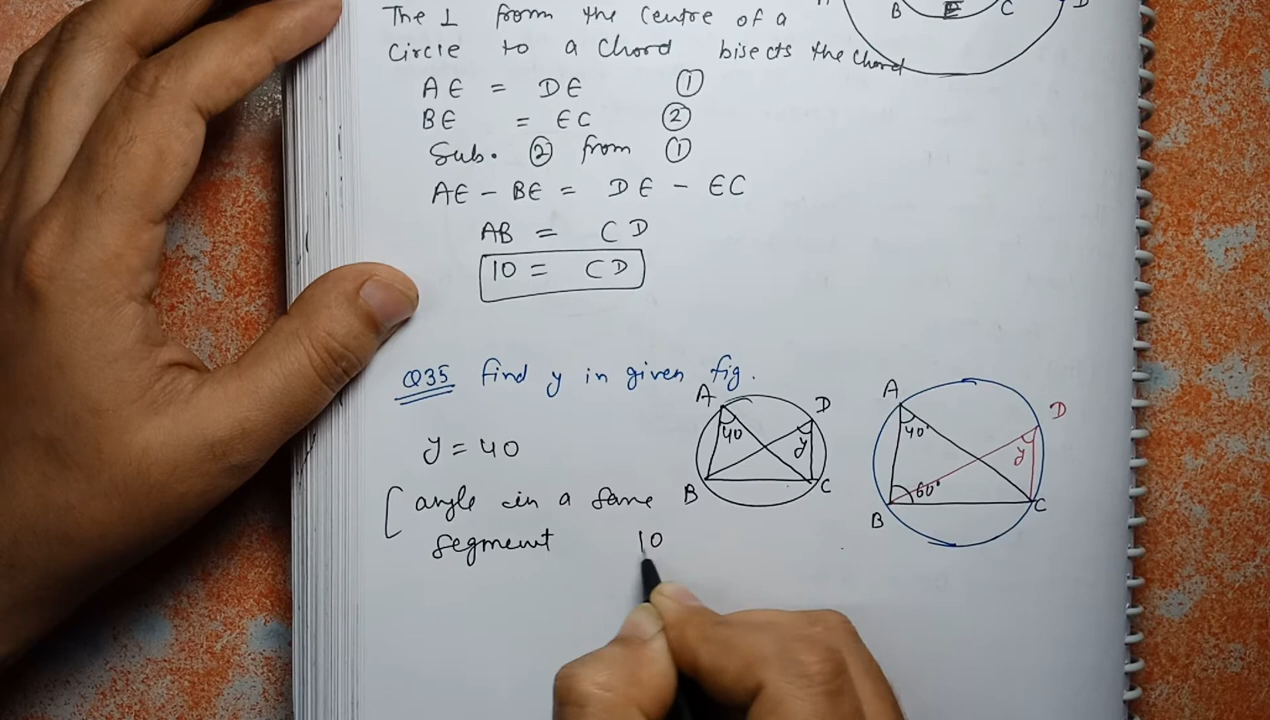 The ⊥ from the centre of a
Circle to a Chord bisects the Chord
AE = DE ①
BE = EC ②
Sub. ② from ①
AE - BE = DE - EC
AB = CD
10 = CD
B E C D
Q35 find y in given fig.
y = 40
[ angle in a same
segment 10
A D
40 y
B C
A D
40° y
60°
B C